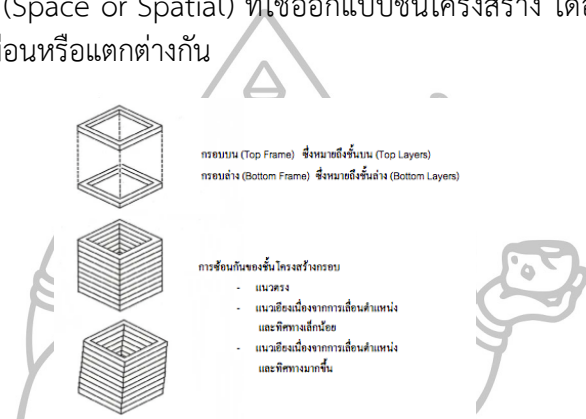 (Space or Spatial) ที่ใช้ออกแบบชั้นโครงสร้าง
หรือแตกต่างกัน
กรอบบน (Top Frame) ซึ่งหมายถึงชั้นบน (Top Layers)
กรอบล่าง (Bottom Frame) ซึ่งหมายถึงชั้นล่าง (Bottom Layers)
การซ้อนกันของชั้นโครงสร้างกรอบ
- แนวตรง
- แนวเอียงเนื่องจากการเลื่อนตำแหน่ง
และทิศทางเล็กน้อย
- แนวเอียงเนื่องจากการเลื่อนตำแหน่ง
และทิศทางมากขึ้น